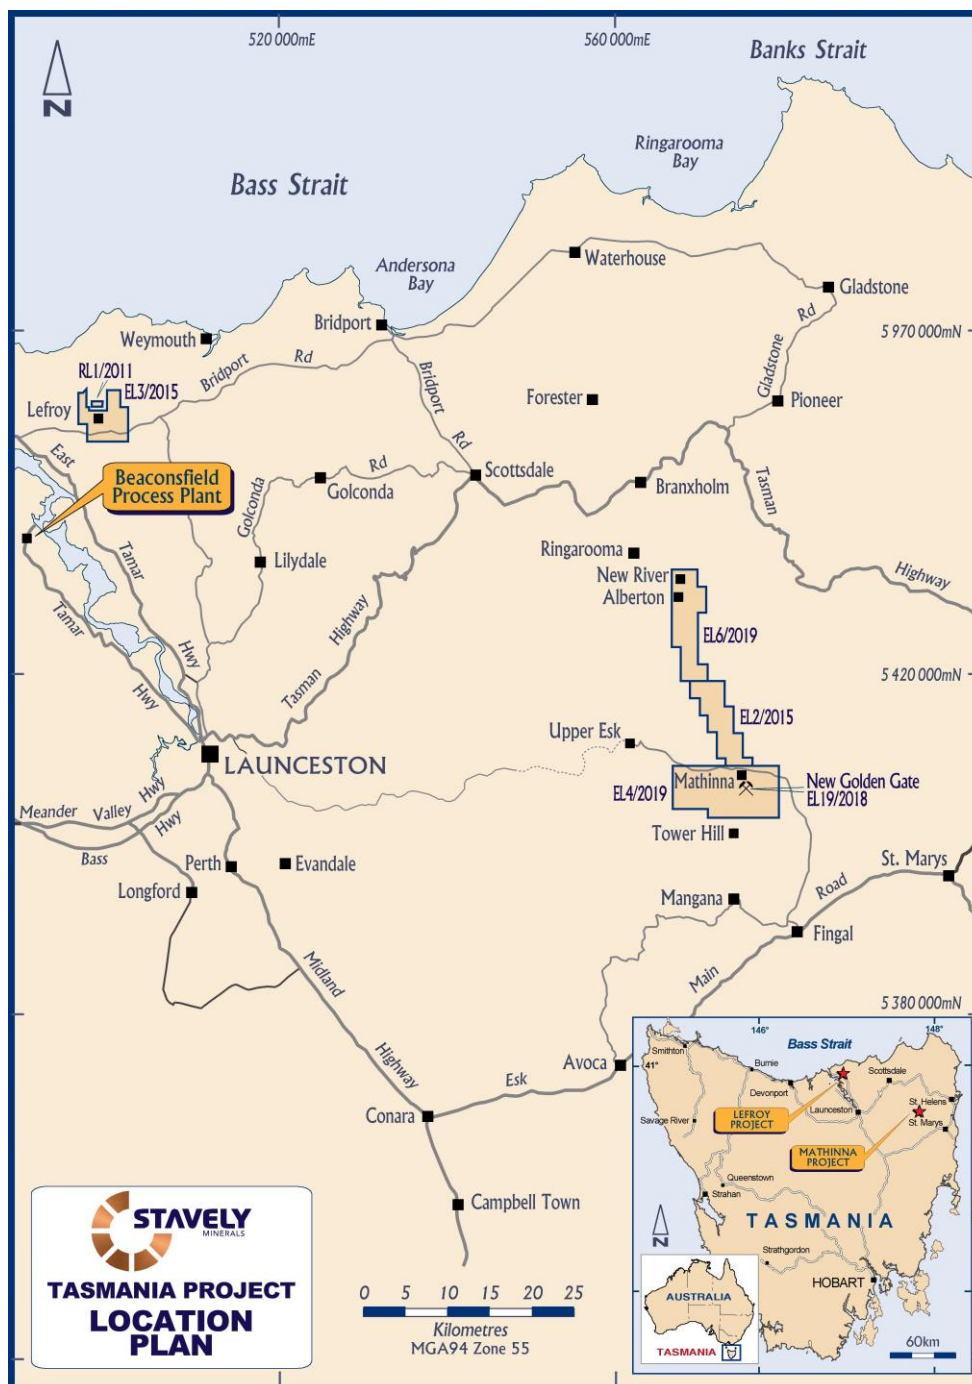 520 000mE
560 000mE
Banks Strait
N
Ringarooma
Bay
Bass Strait
Andersona
Bay
Waterhouse
Gladstone
Bridport
Weymouth
5 970 000mN
Rd
Bridport
Rd
RL1/2011
EL3/2015
Lefroy
Bridport
Rd
Gladstone
Forester
Pioneer
East
Tamar
Hwy
Beaconsfield
Process Plant
Golconda
Rd
Golconda
Scottsdale
Branxholm
Tasman
Highway
Lilydale
Ringarooma
New River
Alberton
Tamar
Hwy
Tasman
Highway
EL6/2019
5 420 000mN
EL2/2015
Upper Esk
LAUNCESTON
Mathinna
New Golden Gate
EL19/2018
EL4/2019
Meander
Valley
Hwy
Bass
Hwy
Tower Hill
Perth
Evandale
Longford
St. Marys
Mangana
Road
Fingal
Main
Midland
Highway
5 380 000mN
Avoca
Esk
Conara
Campbell Town
STAVELY
MINERALS
TASMANIA PROJECT
LOCATION
PLAN
0 5 10 15 20 25
Kilometres
MGA94 Zone 55
146°
148°
Bass Strait
41°
Smithton
Burnie
Devonport
Scottsdale
LEFROY
PROJECT
Launceston
St. Helens
Savage River
St. Marys
MATHINNA
PROJECT
Queenstown
Strahan
TASMANIA
N
Strathgordon
HOBART
AUSTRALIA
TASMANIA
60km